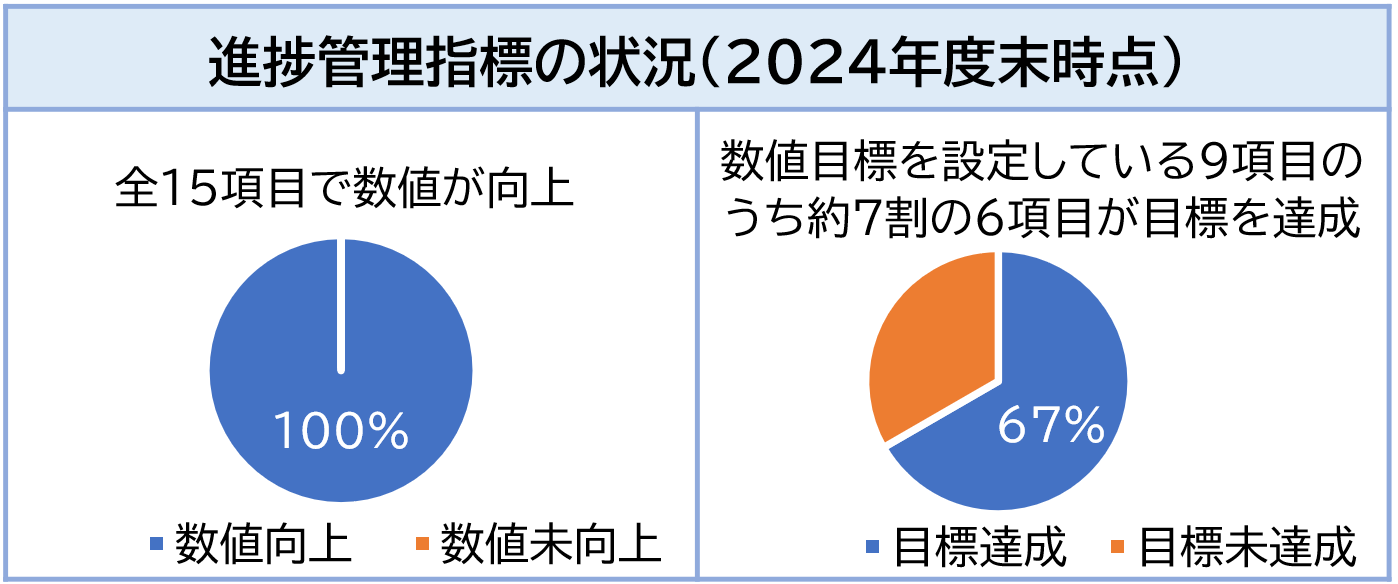 進捗管理指標の状況（2024年度末時点）
全15項目で数値が向上
100%
数値向上
数値未向上
数値目標を設定している9項目の
うち約7割の6項目が目標を達成
67%
目標達成
目標未達成